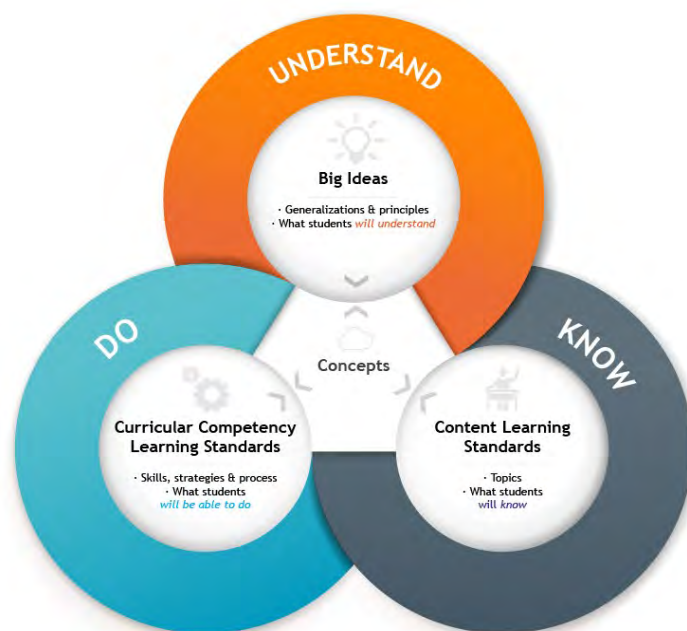 UNDERSTAND
Big Ideas
· Generalizations & principles
· What students will understand
Concepts
DO
Curricular Competency
Learning Standards
· Skills, strategies & process
· What students
will be able to do
KNOW
Content Learning
Standards
· Topics
· What students
will know